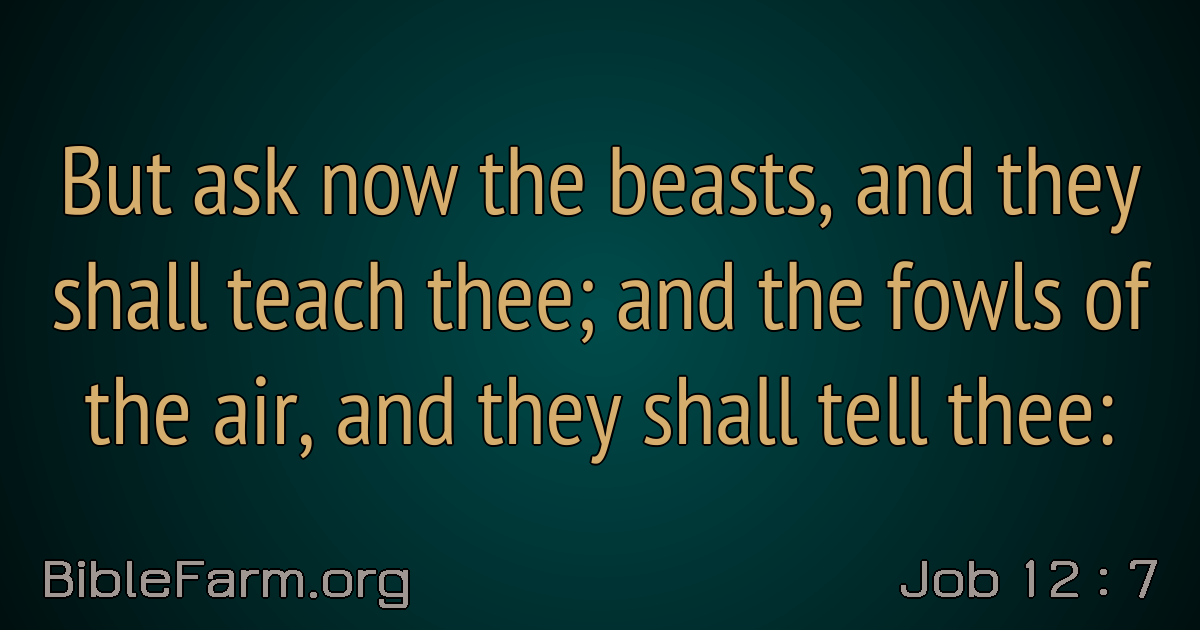 But ask now the beasts, and they
shall teach thee; and the fowls of
the air, and they shall tell thee:
BibleFarm.org
Job 12 : 7